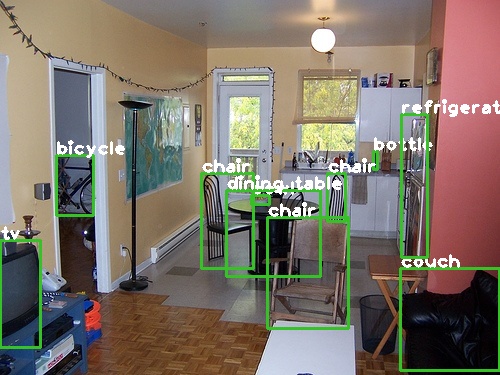 refrigerat
bottle
bicycle
chair
chair
dining table
chair
tv
couch